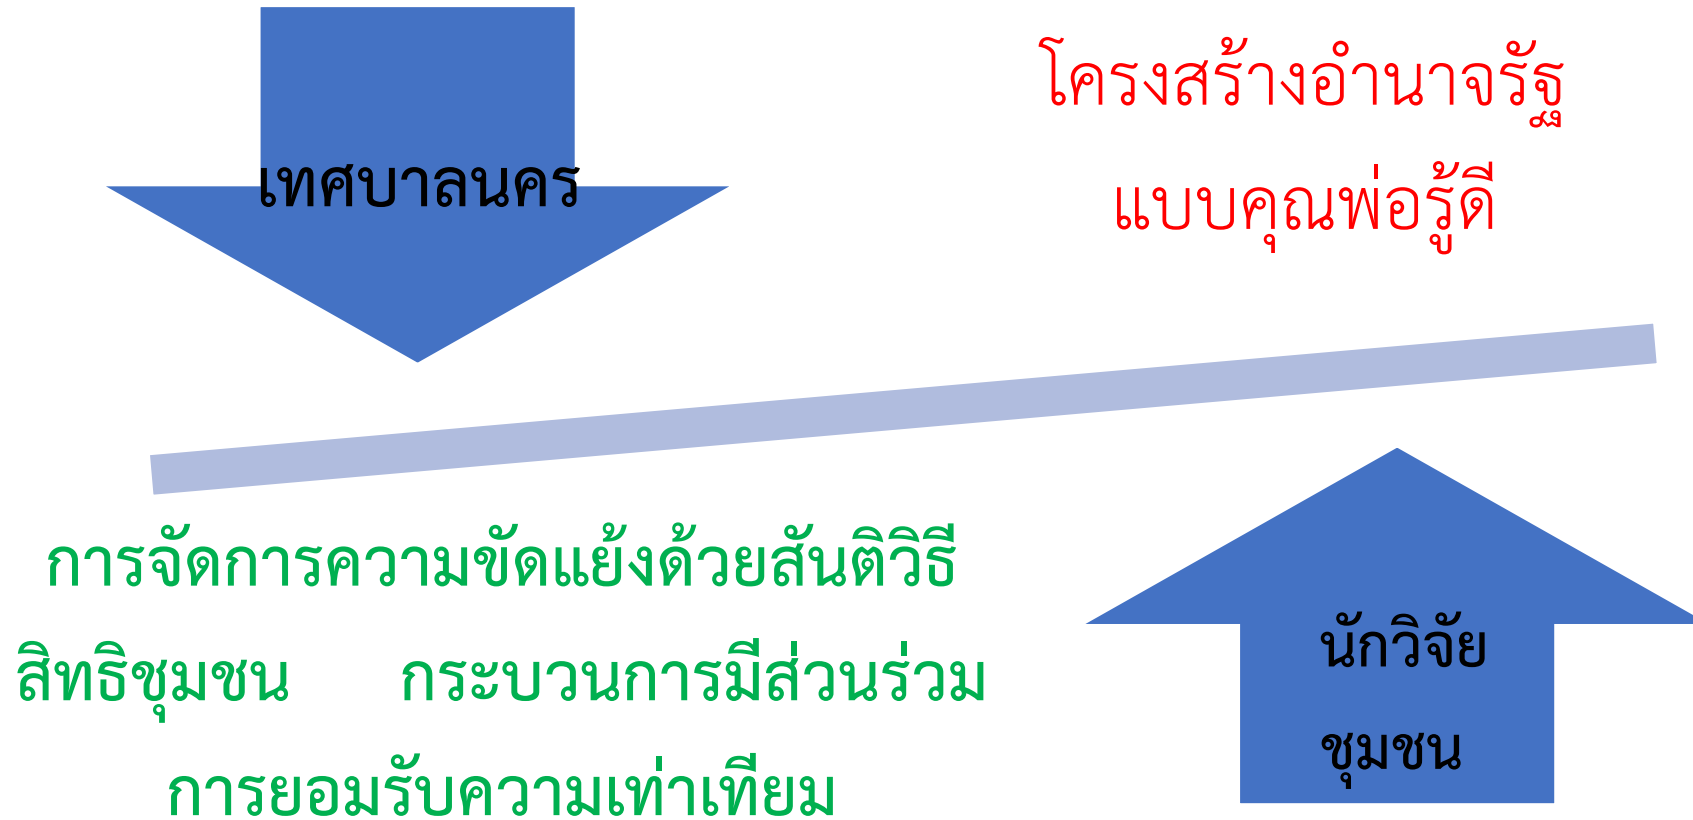 เทศบาลนคร
โครงสร้างอำนาจรัฐ
แบบคุณพ่อรู้ดี
การจัดการความขัดแย้งด้วยสันติวิธี
สิทธิชุมชน กระบวนการมีส่วนร่วม
การยอมรับความเท่าเทียม
นักวิจัย
ชุมชน